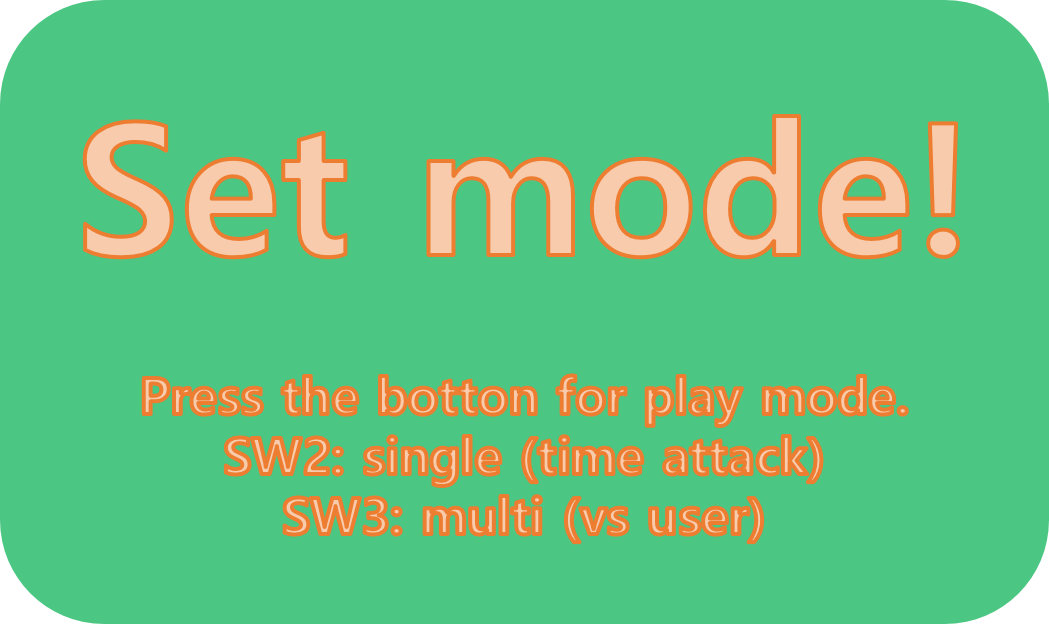 Set mode!
Press the botton for play mode.
SW2: single (time attack)
SW3: multi (vs user)